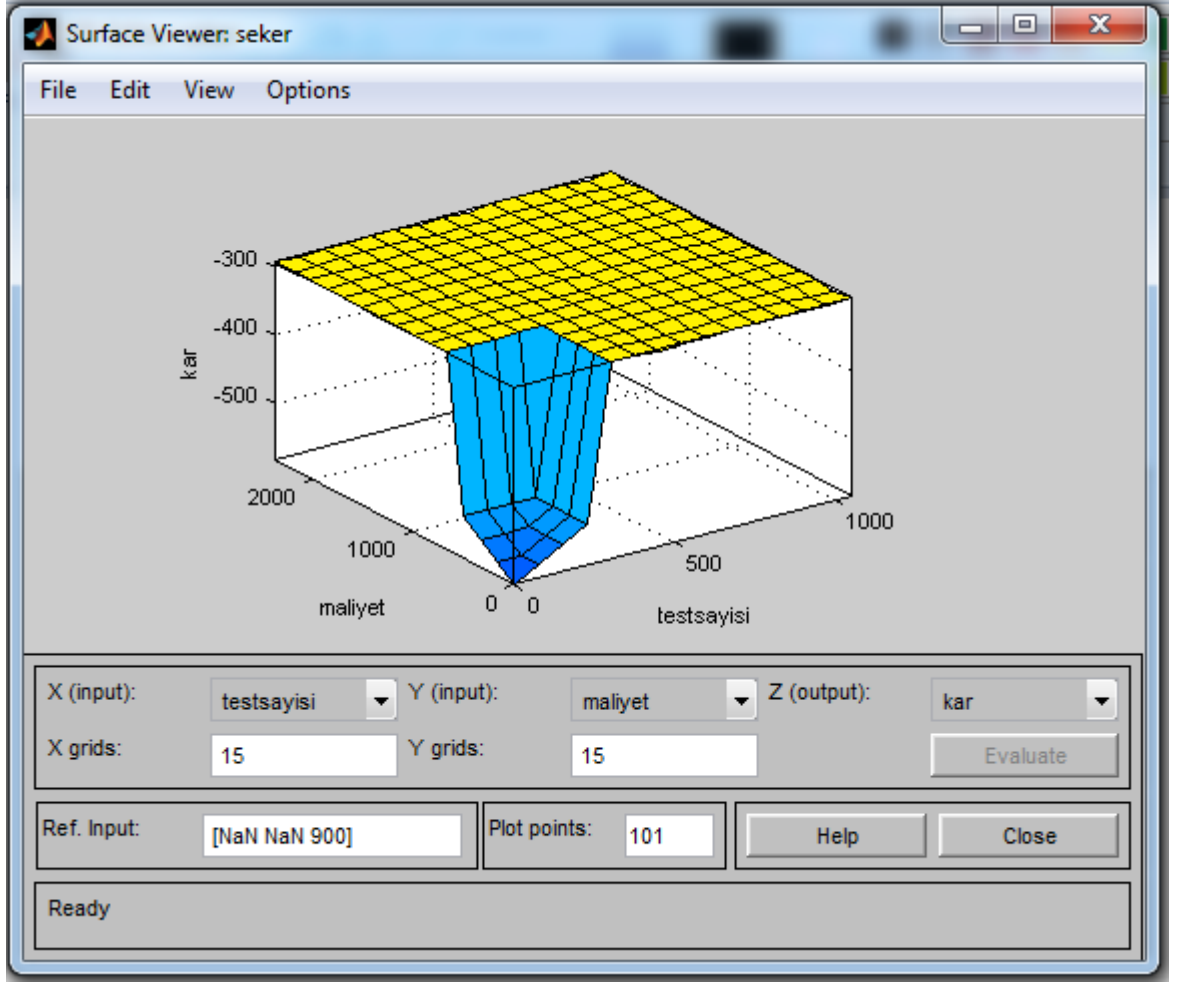 Surface Viewer: seker
File Edit View Options
-300
-400
-500
kar
2000
1000
0
maliyet
0
500
1000
testsayisi
X (input): testsayisi Y (input): maliyet Z (output): kar
X grids: 15 Y grids: 15 Evaluate
Ref. Input: [NaN NaN 900] Plot points: 101 Help Close
Ready